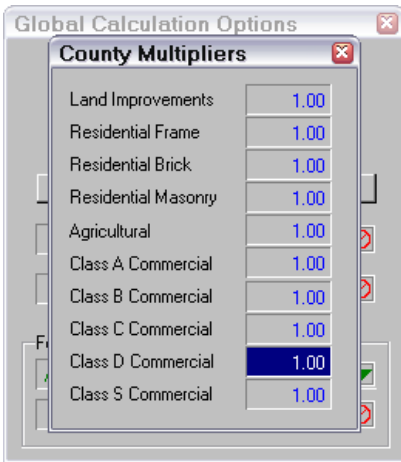 Global Calculation Options
County Multipliers
Land Improvements 1.00
Residential Frame 1.00
Residential Brick 1.00
Residential Masonry 1.00
Agricultural 1.00
Class A Commercial 1.00
Class B Commercial 1.00
Class C Commercial 1.00
Class D Commercial 1.00
Class S Commercial 1.00